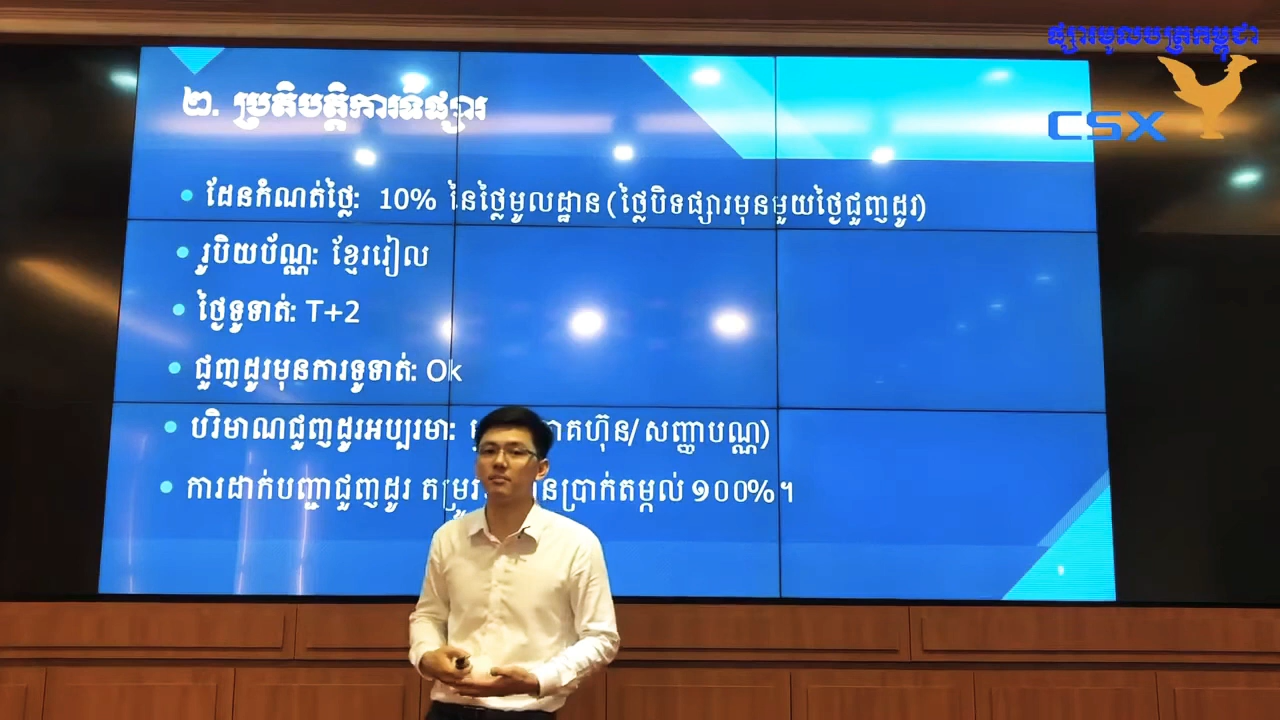 ផ្សារមូលបត្រកម្ពុជា
CSX
២. ប្រតិបត្តិការទីផ្សារ
ដែនកំណត់ថ្លៃ: 10% នៃថ្លៃមូលដ្ឋាន (ថ្លៃបិទផ្សារមុនមួយថ្ងៃជួញដូរ)
រូបិយប័ណ្ណ: ខ្មែររៀល
ថ្ងៃទូទាត់: T+2
ជួញដូរមុនការទូទាត់: Ok
បរិមាណជួញដូរអប្បរមា: សញ្ញាបណ្ណ)
ការដាក់បញ្ជាជួញដូរ ប្រាក់តម្កល់ ១០០%។